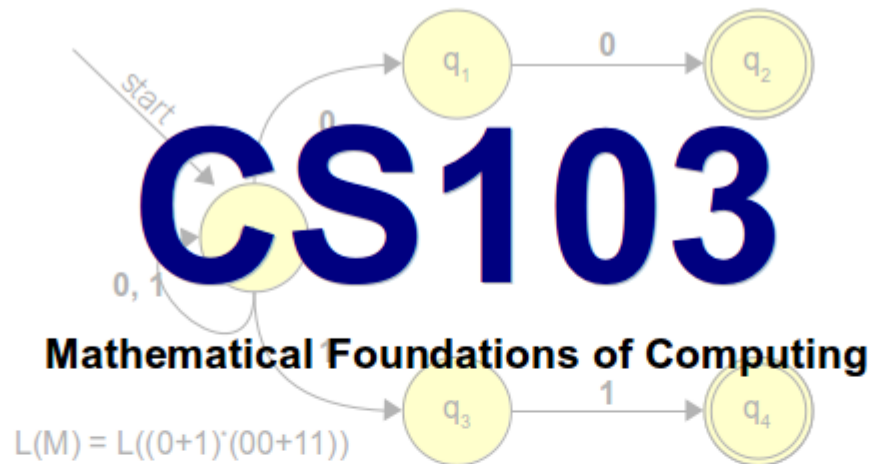 q₁ 0 q₂
start
0
CS103
0, 1
Mathematical Foundations of Computing
1
q₃ 1 q₄
L(M) = L((0+1)*(00+11))